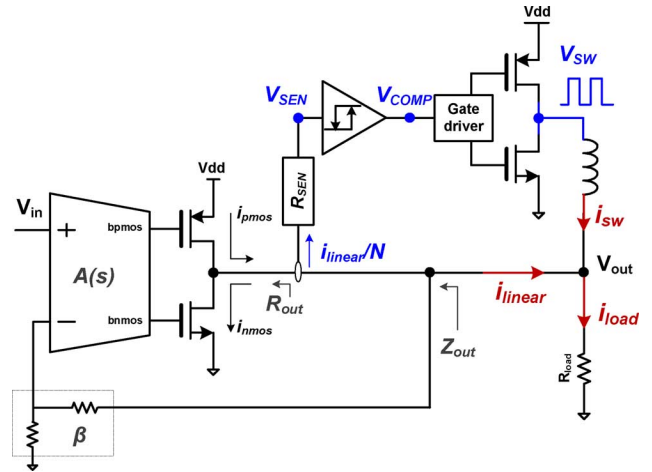 Vdd
V_SW
V_SEN
V_COMP
Gate driver
Vdd
R_SEN
V_in
+
bpmos
i_pmos
i_sw
A(s)
i_linear/N
V_out
−
bnmos
R_out
i_nmos
i_linear
Z_out
i_load
R_load
β